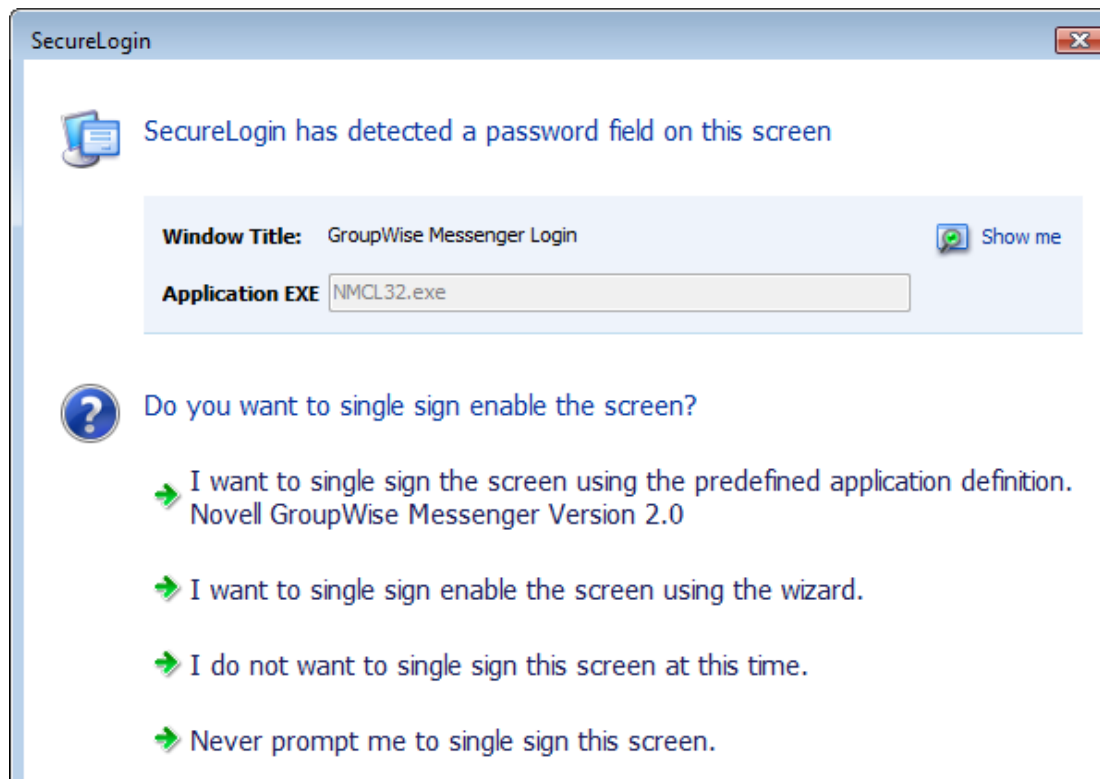 SecureLogin
SecureLogin has detected a password field on this screen
Window Title: GroupWise Messenger Login Show me
Application EXE NMCL32.exe
Do you want to single sign enable the screen?
I want to single sign the screen using the predefined application definition.
Novell GroupWise Messenger Version 2.0
I want to single sign enable the screen using the wizard.
I do not want to single sign this screen at this time.
Never prompt me to single sign this screen.